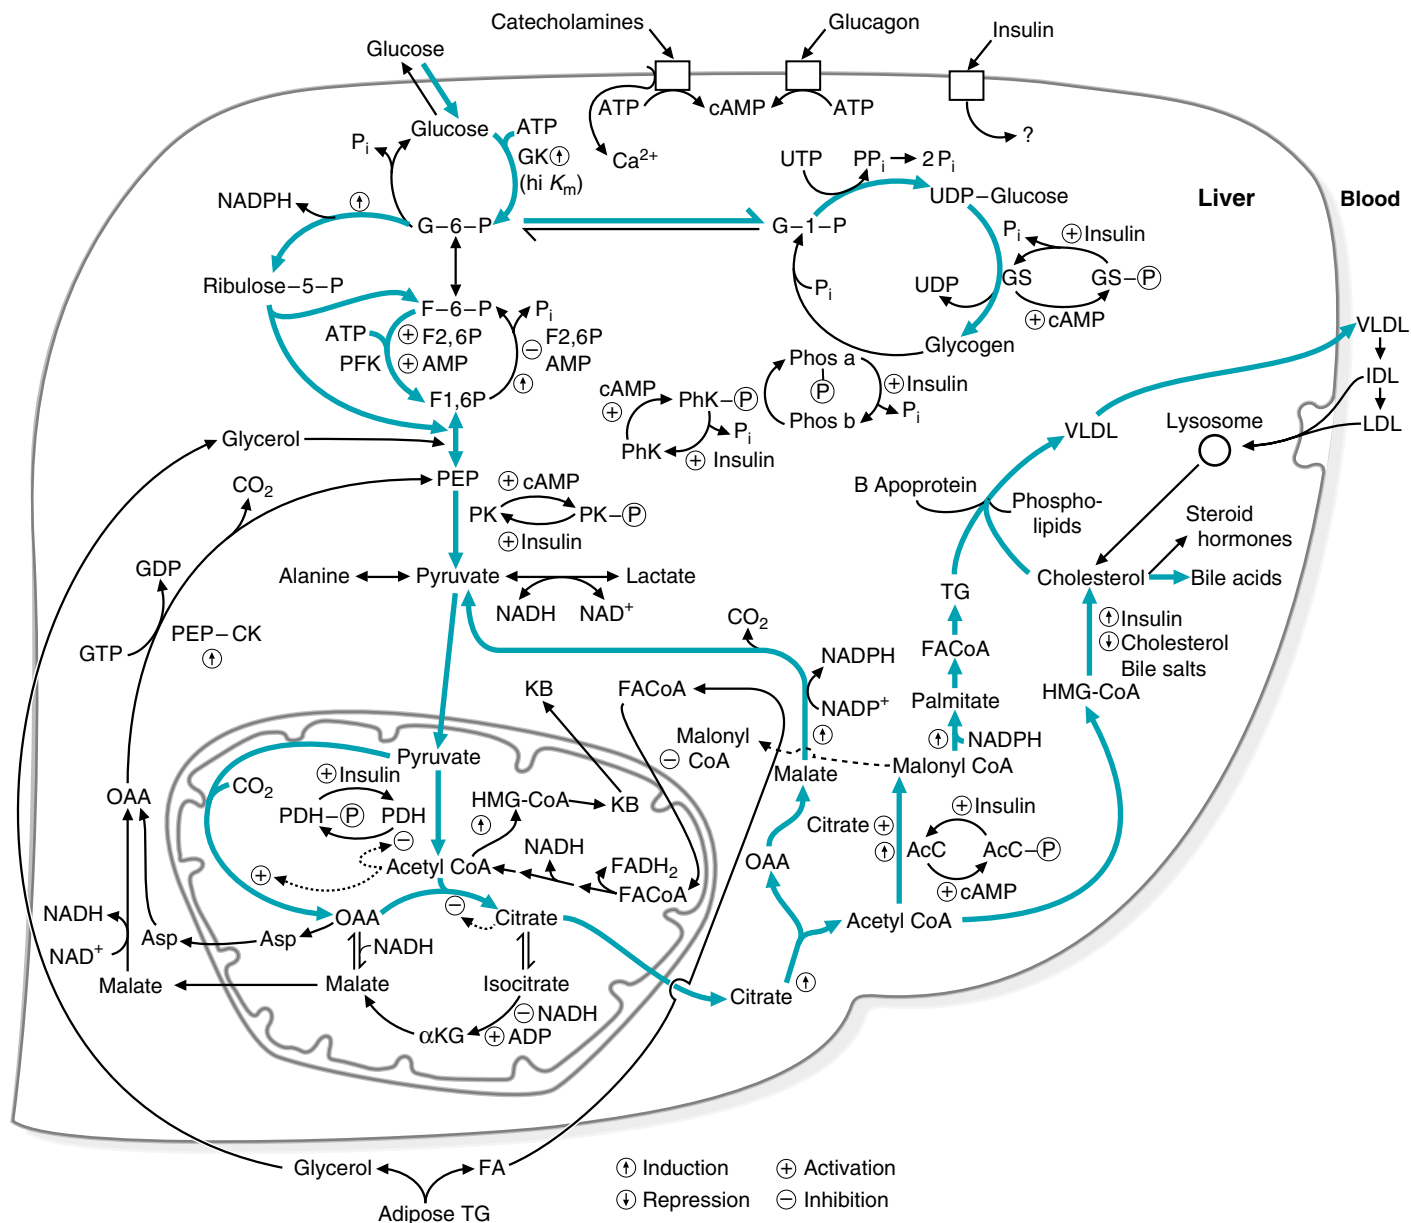 Catecholamines
Glucagon
Insulin
Glucose
ATP
cAMP
ATP
Ca²⁺
?
Glucose
ATP
Pᵢ
GK
(hi Kₘ)
NADPH
G–6–P
UTP
PPᵢ
2 Pᵢ
UDP–Glucose
Liver
Blood
G–1–P
Pᵢ
+ Insulin
GS
GS–P
UDP
+ cAMP
Pᵢ
Glycogen
Ribulose–5–P
F–6–P
Pᵢ
ATP
+ F2,6P
PFK
+ AMP
– F2,6P
AMP
F1,6P
Phos a
P
Phos b
+ Insulin
Pᵢ
cAMP
+
PhK–P
Pᵢ
PhK
+ Insulin
VLDL
IDL
LDL
Lysosome
VLDL
Glycerol
CO₂
PEP
+ cAMP
PK
PK–P
+ Insulin
B Apoprotein
Phospho-
lipids
Steroid
hormones
GDP
Alanine
Pyruvate
Lactate
NADH
NAD⁺
Cholesterol
Bile acids
TG
Insulin
Cholesterol
Bile salts
PEP–CK
GTP
CO₂
NADPH
NADP⁺
FACoA
HMG-CoA
Palmitate
KB
FACoA
Malonyl
– CoA
NADPH
Malonyl CoA
Malate
Pyruvate
+ Insulin
CO₂
PDH–P
PDH
–
HMG-CoA
KB
OAA
Citrate +
+ Insulin
AcC
AcC–P
+ cAMP
OAA
Acetyl CoA
NADH
FADH₂
FACoA
+
–
NADH
NAD⁺
Asp
Asp
OAA
Citrate
Acetyl CoA
NADH
Malate
Malate
Isocitrate
Citrate
– NADH
+ ADP
αKG
Glycerol
FA
Adipose TG
Induction
+ Activation
Repression
– Inhibition